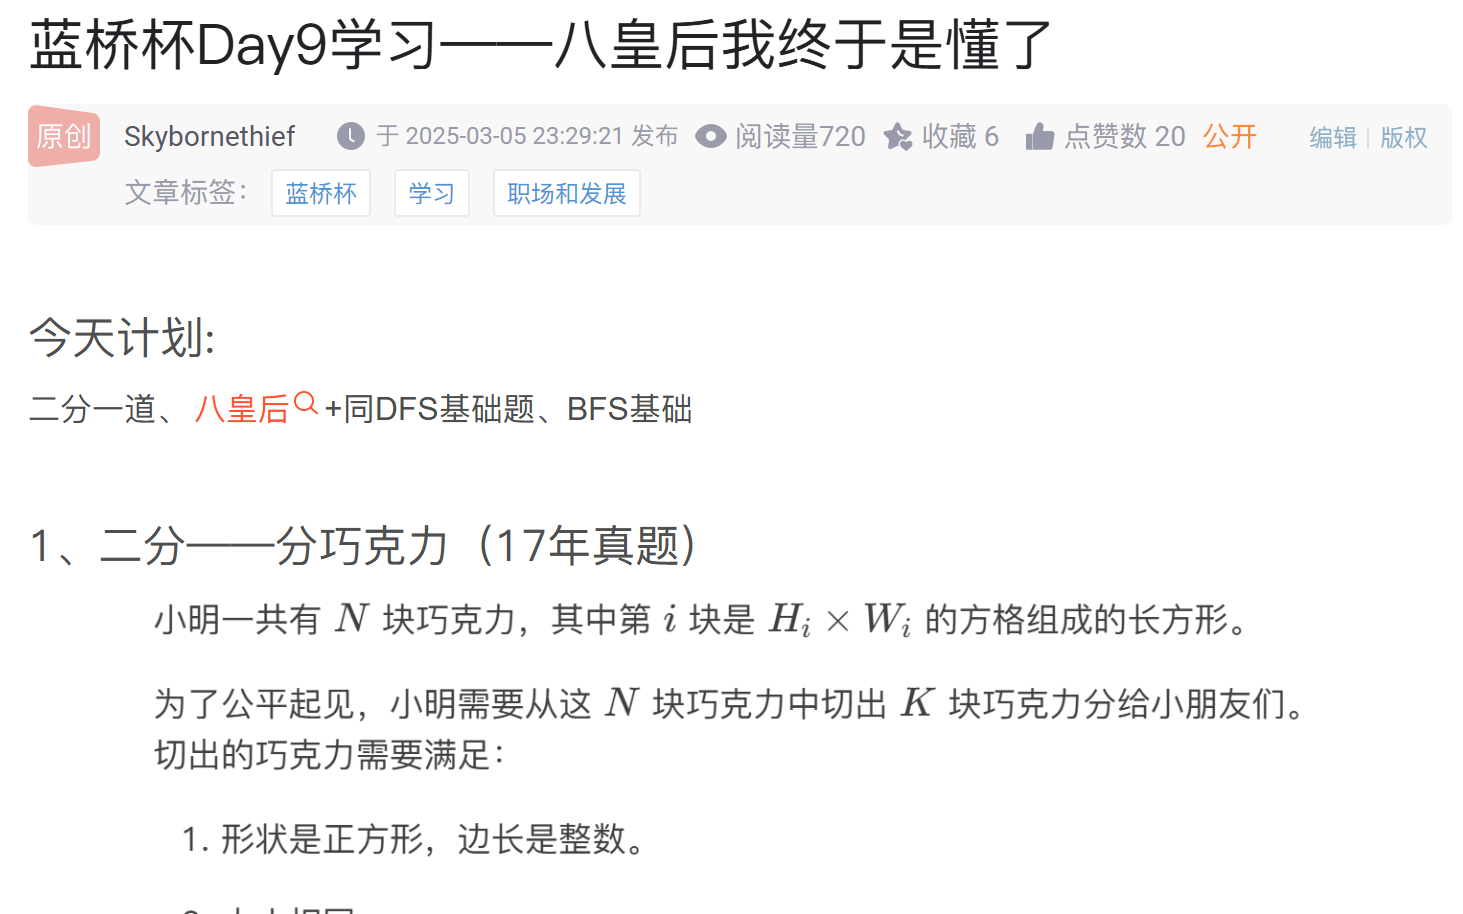 蓝桥杯Day9学习——八皇后我终于是懂了
原创 Skybornethief 于 2025-03-05 23:29:21 发布 阅读量720 收藏 6 点赞数 20 公开 编辑 版权
文章标签： 蓝桥杯 学习 职场和发展
今天计划:
二分一道、八皇后+同DFS基础题、BFS基础
1、二分——分巧克力（17年真题）
小明一共有 N 块巧克力，其中第 i 块是 Hi × Wi 的方格组成的长方形。
为了公平起见，小明需要从这 N 块巧克力中切出 K 块巧克力分给小朋友们。
切出的巧克力需要满足：
1. 形状是正方形，边长是整数。